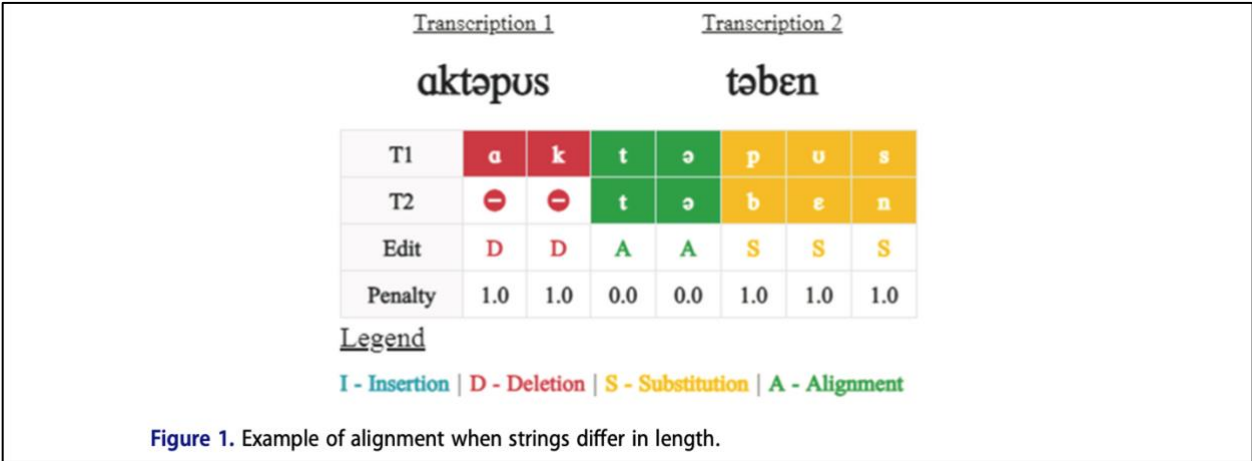 Transcription 1 Transcription 2
ɑktəpʊs təbɛn
T1 ɑ k t ə p ʊ s
T2 t ə b ɛ n
Edit D D A A S S S
Penalty 1.0 1.0 0.0 0.0 1.0 1.0 1.0
Legend
I - Insertion | D - Deletion | S - Substitution | A - Alignment
Figure 1. Example of alignment when strings differ in length.